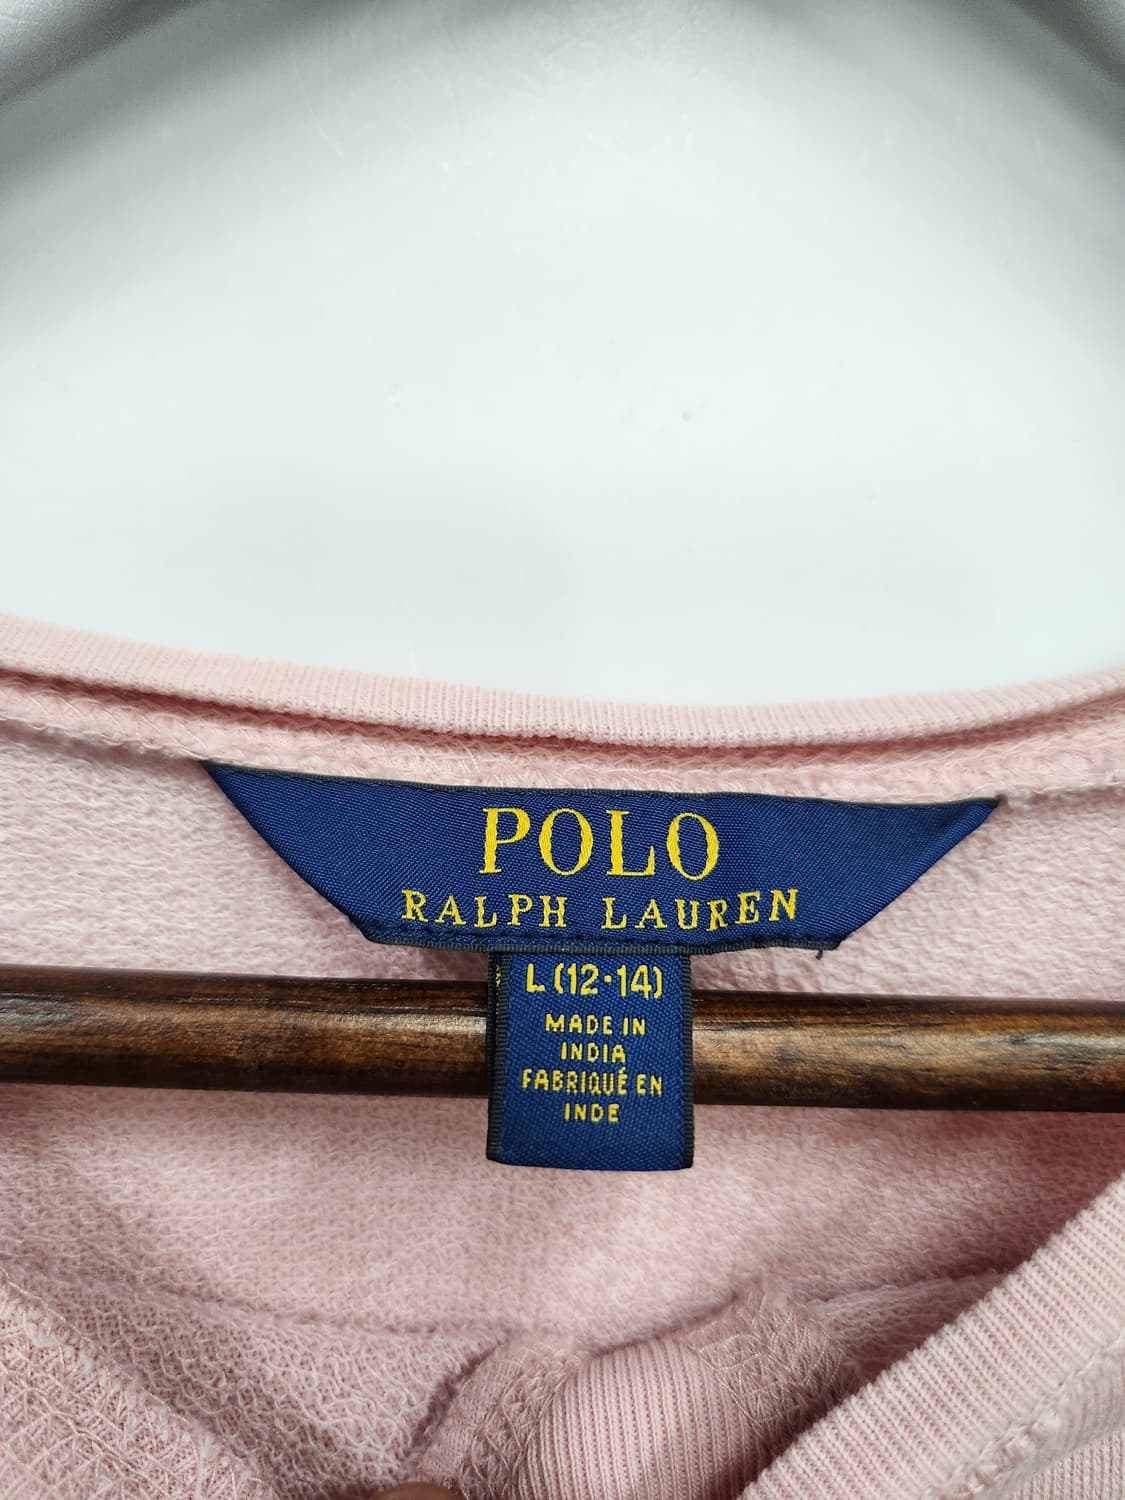 POLO
RALPH LAUREN
L (12-14)
MADE IN
INDIA
FABRIQUÉ EN
INDE